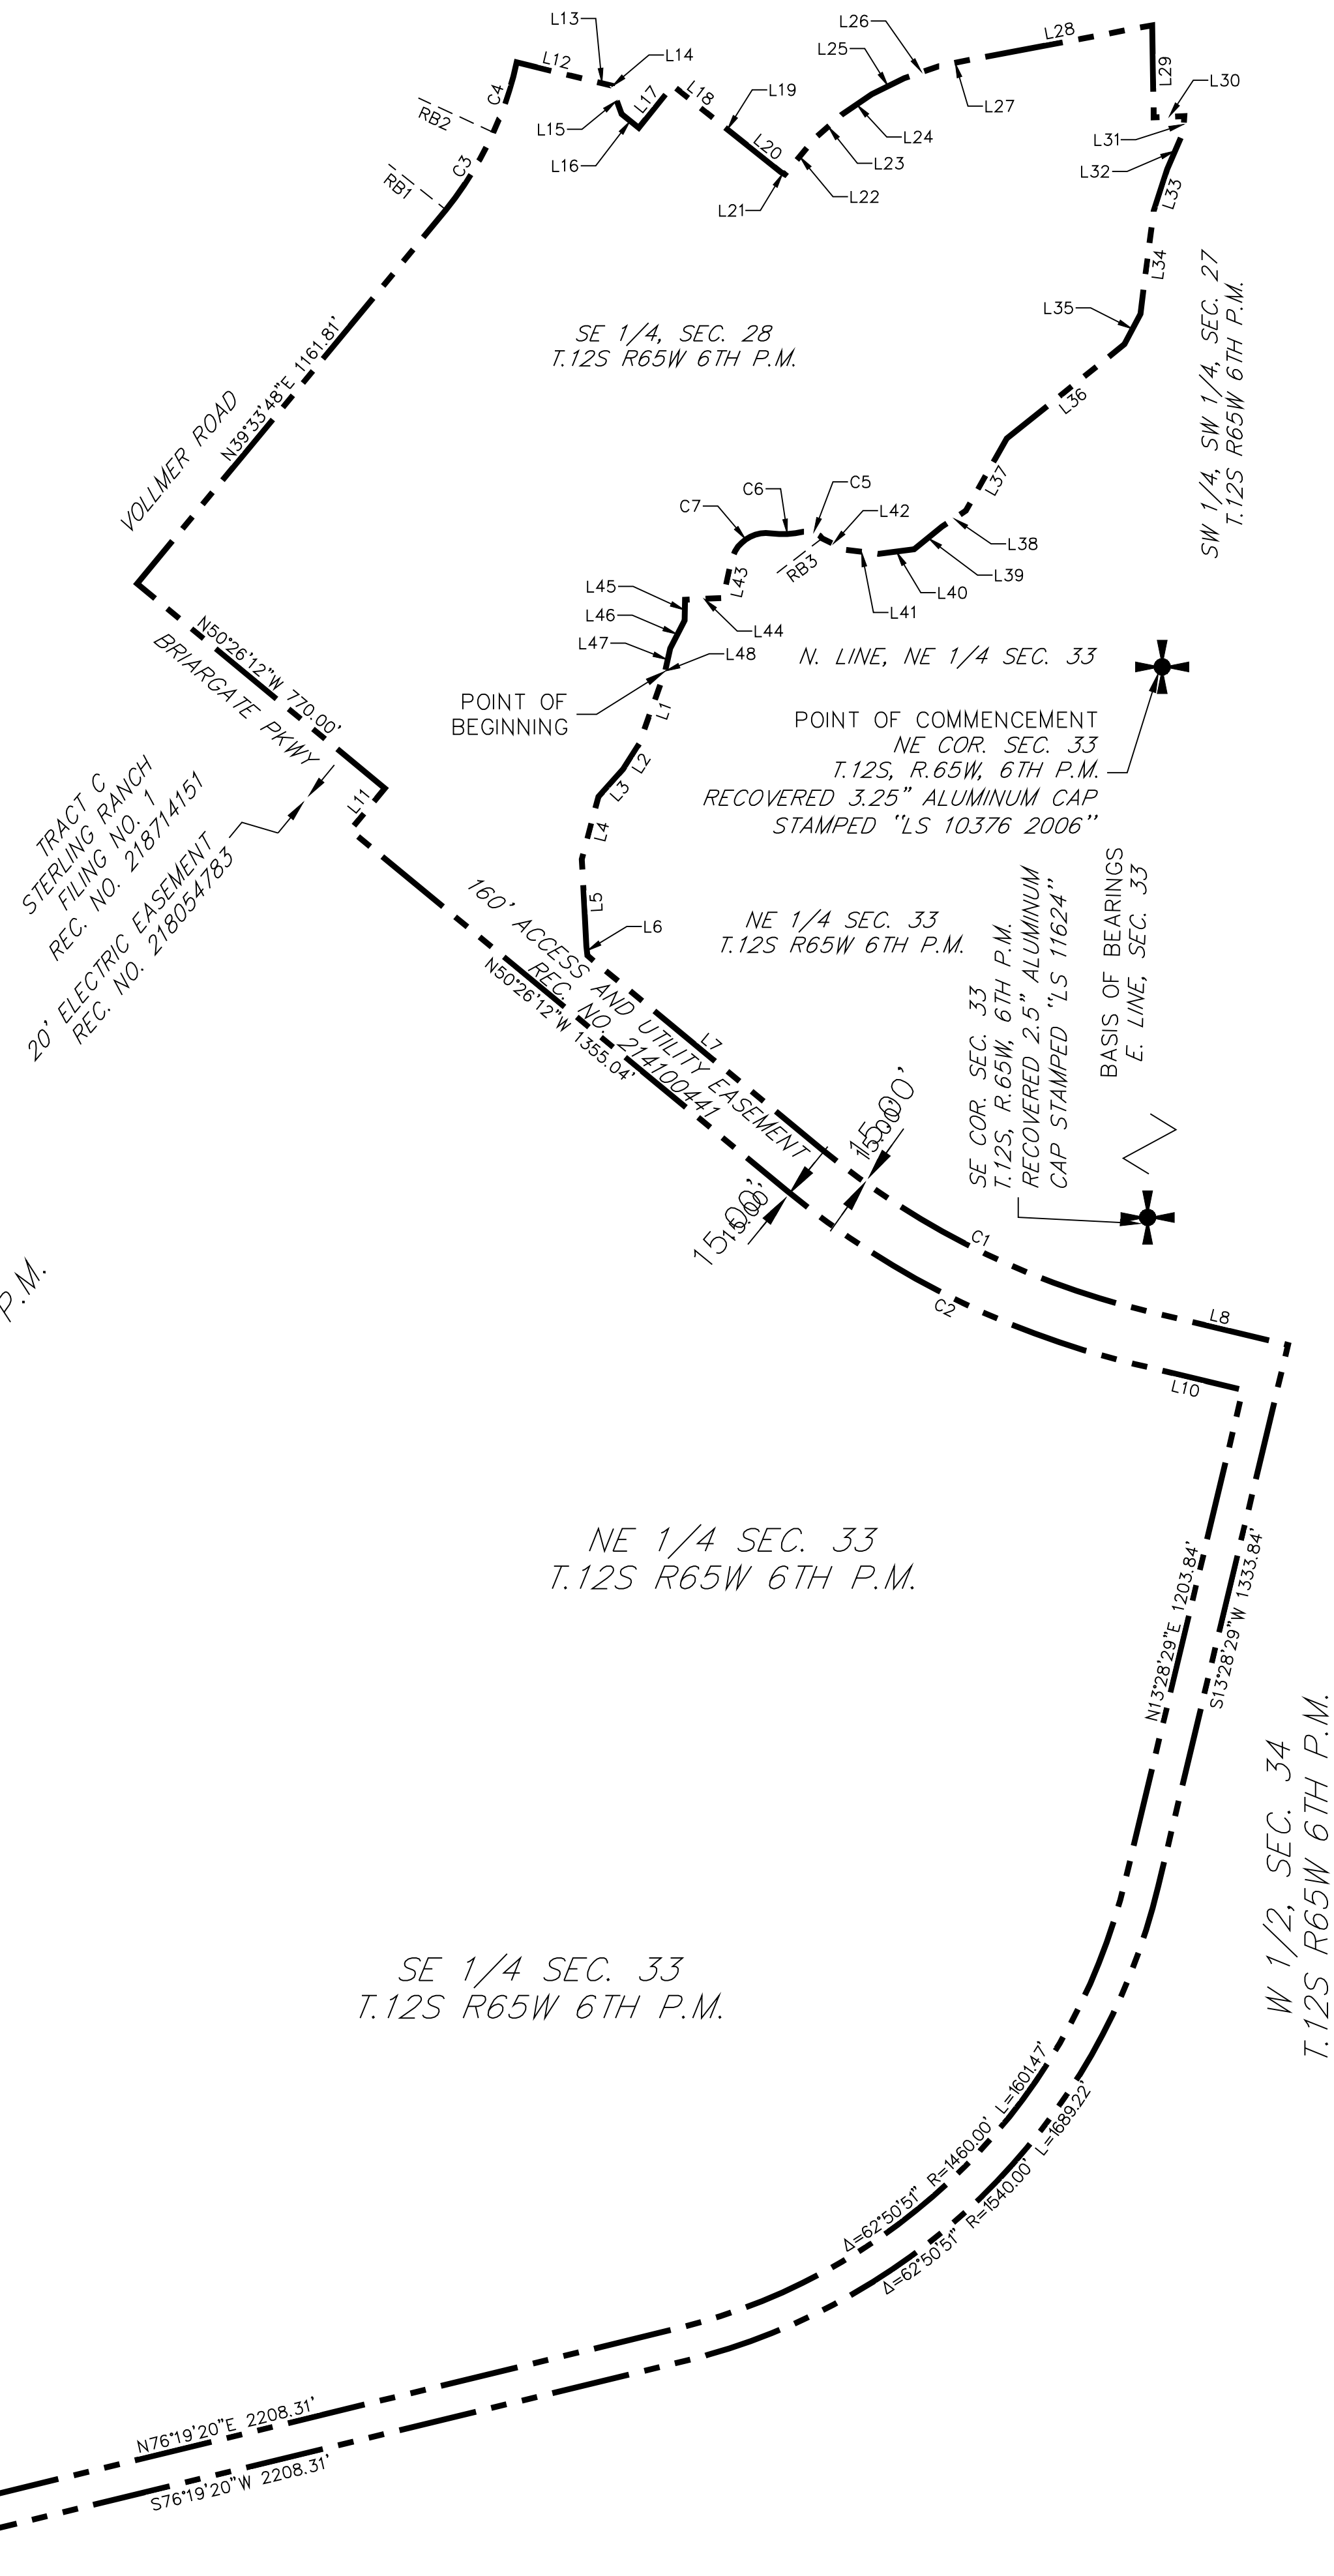 L13
L14
L12
C4
RB2
L15
L16
L17
L18
L19
L20
L21
L22
L23
L24
L25
L26
L27
L28
L29
L30
L31
L32
L33
L34
L35
L36
L37
L38
L39
L40
L41
L42
C5
C6
C7
RB3
L43
L44
L45
L46
L47
L48
C3
RB1
SE 1/4, SEC. 28
T.12S R65W 6TH P.M.
SW 1/4, SW 1/4, SEC. 27
T.12S R65W 6TH P.M.
N39°33'48"E 1161.81'
VOLLMER ROAD
N50°26'12"W 770.00'
BRIARGATE PKWY
N. LINE, NE 1/4 SEC. 33
POINT OF
BEGINNING
POINT OF COMMENCEMENT
NE COR. SEC. 33
T.12S, R.65W, 6TH P.M.
RECOVERED 3.25" ALUMINUM CAP
STAMPED "LS 10376 2006"
L1
L2
L3
L4
L5
L6
L7
L11
TRACT C
STERLING RANCH
FILING NO. 1
REC. NO. 218714151
20' ELECTRIC EASEMENT
REC. NO. 218054783
160' ACCESS AND UTILITY EASEMENT
REC. NO. 214100441
N50°26'12"W 1355.04'
NE 1/4 SEC. 33
T.12S R65W 6TH P.M.
SE COR. SEC. 33
T.12S, R.65W, 6TH P.M.
RECOVERED 2.5" ALUMINUM
CAP STAMPED "LS 11624"
BASIS OF BEARINGS
E. LINE, SEC. 33
15.00'
15.00'
15.00'
15.00'
C1
C2
L8
L10
P.M.
NE 1/4 SEC. 33
T.12S R65W 6TH P.M.
N13°28'29"E 1203.84'
S13°28'29"W 1333.84'
W 1/2, SEC. 34
T.12S R65W 6TH P.M.
SE 1/4 SEC. 33
T.12S R65W 6TH P.M.
Δ=62°50'51" R=1460.00' L=1601.47'
Δ=62°50'51" R=1540.00' L=1689.22'
N76°19'20"E 2208.31'
S76°19'20"W 2208.31'